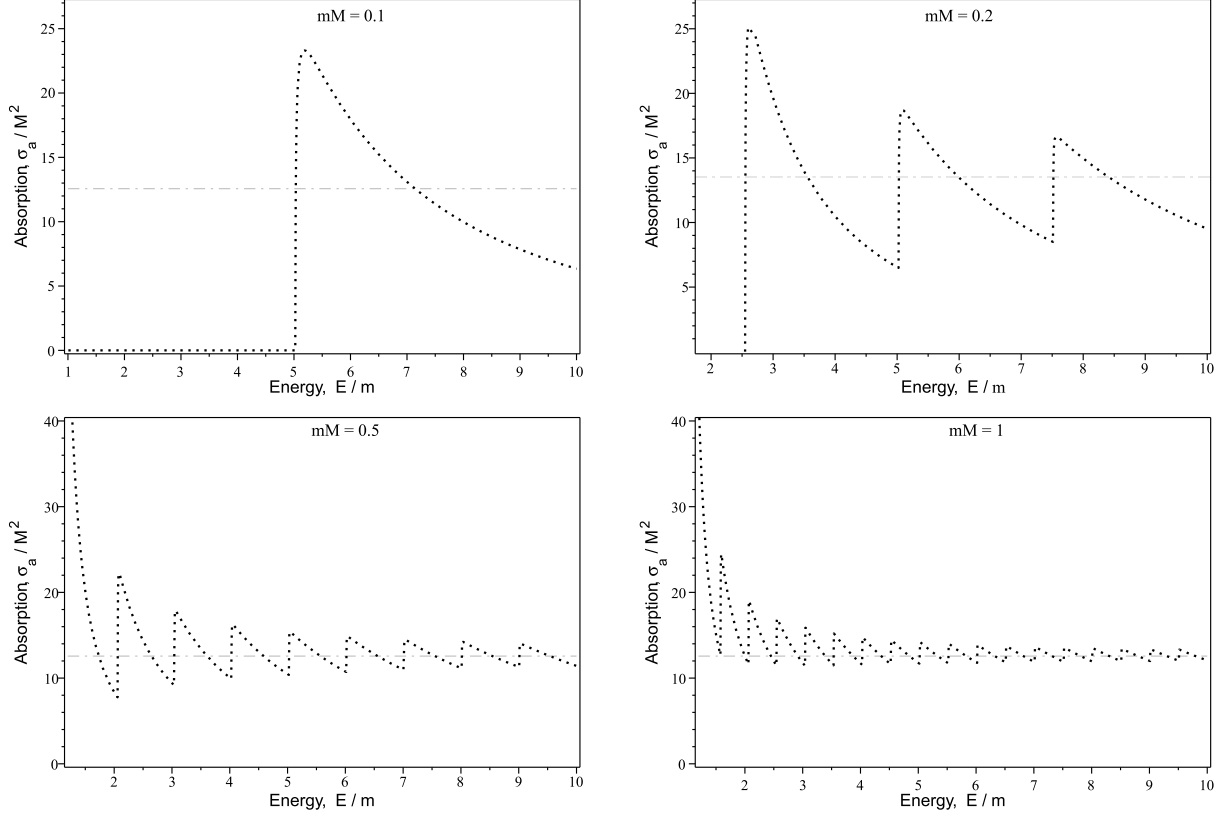 mM = 0.1
25
20
15
10
5
0
Absorption, σa / M2
1 2 3 4 5 6 7 8 9 10
Energy, E / m
mM = 0.2
25
20
15
10
5
Absorption, σa / M2
2 3 4 5 6 7 8 9 10
Energy, E / m
mM = 0.5
40
30
20
10
0
Absorption, σa / M2
2 3 4 5 6 7 8 9 10
Energy, E / m
mM = 1
40
30
20
10
0
Absorption, σa / M2
2 3 4 5 6 7 8 9 10
Energy, E / m